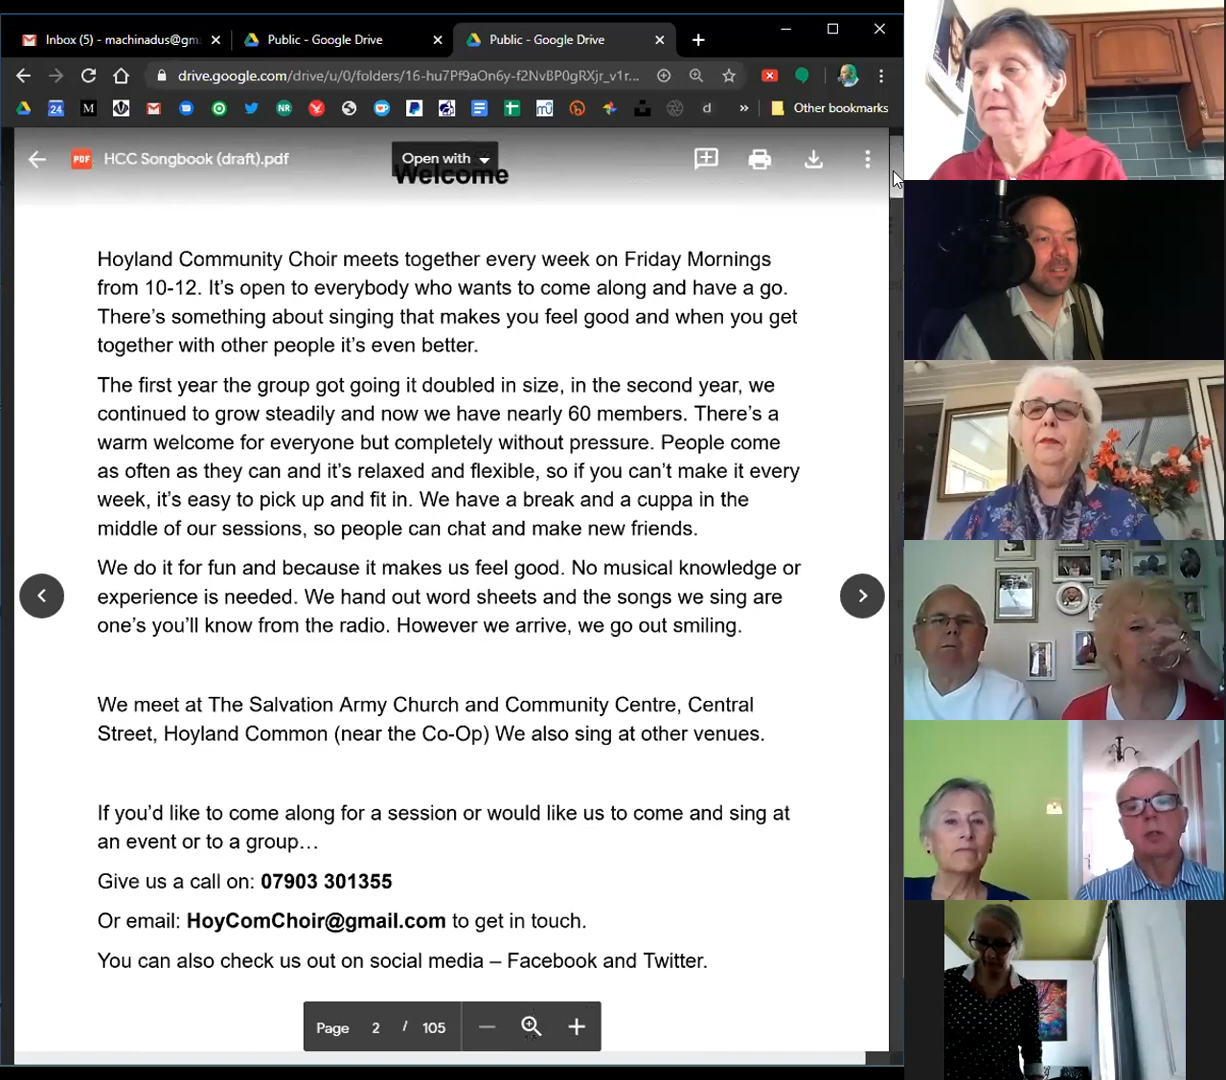 Inbox (5) - machinadus@gm
Public - Google Drive
Public - Google Drive
drive.google.com/drive/u/0/folders/16-hu7Pf9aOn6y-f2NvBP0gRXjr_v1r...
24 M NR mū d » Other bookmarks
PDF HCC Songbook (draft).pdf Open with
Welcome
Hoyland Community Choir meets together every week on Friday Mornings
from 10-12. It's open to everybody who wants to come along and have a go.
There's something about singing that makes you feel good and when you get
together with other people it's even better.
The first year the group got going it doubled in size, in the second year, we
continued to grow steadily and now we have nearly 60 members. There's a
warm welcome for everyone but completely without pressure. People come
as often as they can and it's relaxed and flexible, so if you can't make it every
week, it's easy to pick up and fit in. We have a break and a cuppa in the
middle of our sessions, so people can chat and make new friends.
We do it for fun and because it makes us feel good. No musical knowledge or
experience is needed. We hand out word sheets and the songs we sing are
one's you'll know from the radio. However we arrive, we go out smiling.
We meet at The Salvation Army Church and Community Centre, Central
Street, Hoyland Common (near the Co-Op) We also sing at other venues.
If you'd like to come along for a session or would like us to come and sing at
an event or to a group…
Give us a call on: 07903 301355
Or email: HoyComChoir@gmail.com to get in touch.
You can also check us out on social media – Facebook and Twitter.
Page 2 / 105